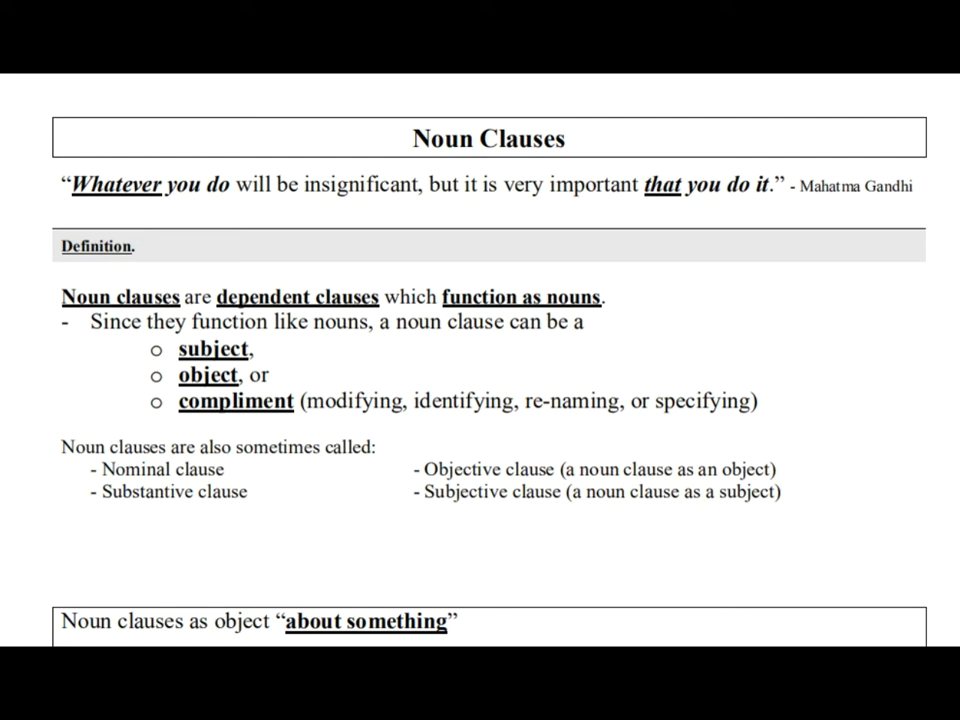 Noun Clauses
“Whatever you do will be insignificant, but it is very important that you do it.” - Mahatma Gandhi
Definition.
Noun clauses are dependent clauses which function as nouns.
- Since they function like nouns, a noun clause can be a
o subject,
o object, or
o compliment (modifying, identifying, re-naming, or specifying)
Noun clauses are also sometimes called:
- Nominal clause - Objective clause (a noun clause as an object)
- Substantive clause - Subjective clause (a noun clause as a subject)
Noun clauses as object “about something”